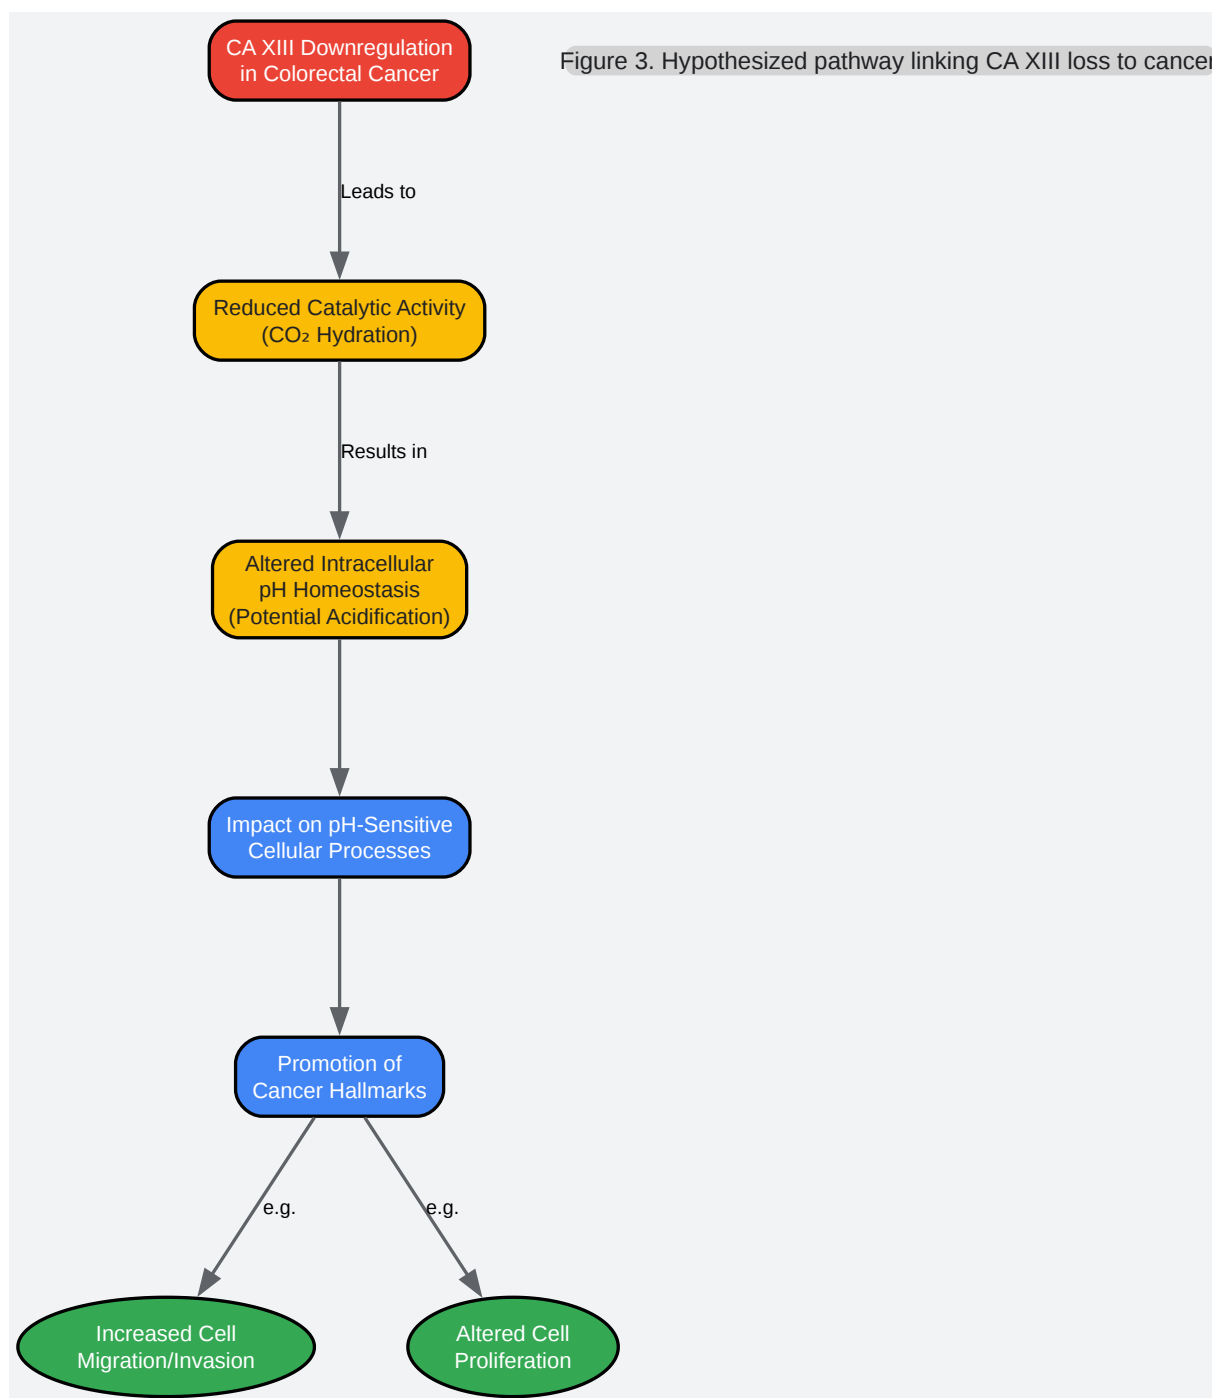 CA XIII Downregulation
in Colorectal Cancer
Figure 3. Hypothesized pathway linking CA XIII loss to cancer
Leads to
Reduced Catalytic Activity
(CO₂ Hydration)
Results in
Altered Intracellular
pH Homeostasis
(Potential Acidification)
Impact on pH-Sensitive
Cellular Processes
Promotion of
Cancer Hallmarks
e.g.
e.g.
Increased Cell
Migration/Invasion
Altered Cell
Proliferation